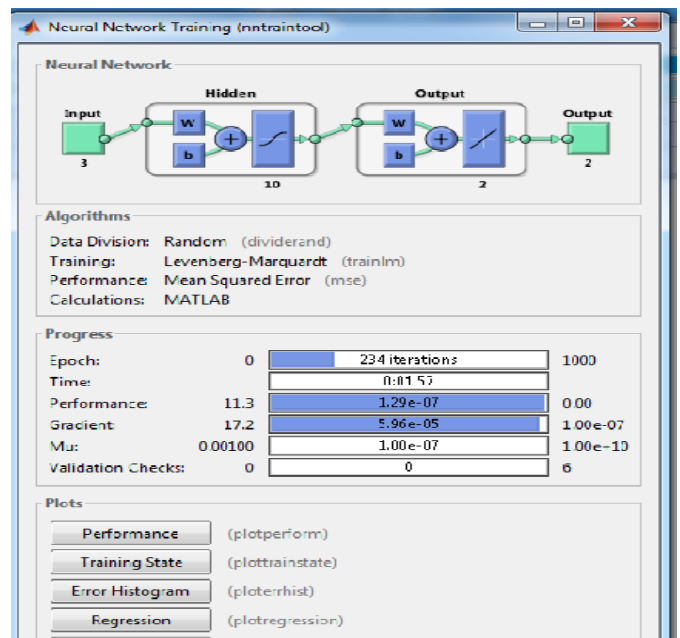 Neural Network Training (nntraintool)
Neural Network
Hidden
Output
Input
Output
W
W
b
b
3
10
2
2
Algorithms
Data Division: Random (dividerand)
Training: Levenberg-Marquardt (trainlm)
Performance: Mean Squared Error (mse)
Calculations: MATLAB
Progress
Epoch: 0 234 iterations 1000
Time: 0:01:57
Performance: 11.3 1.29e-07 0.00
Gradient: 17.2 5.96e-05 1.00e-07
Mu: 0.00100 1.00e-07 1.00e+10
Validation Checks: 0 0 6
Plots
Performance (plotperform)
Training State (plottrainstate)
Error Histogram (ploterrhist)
Regression (plotregression)